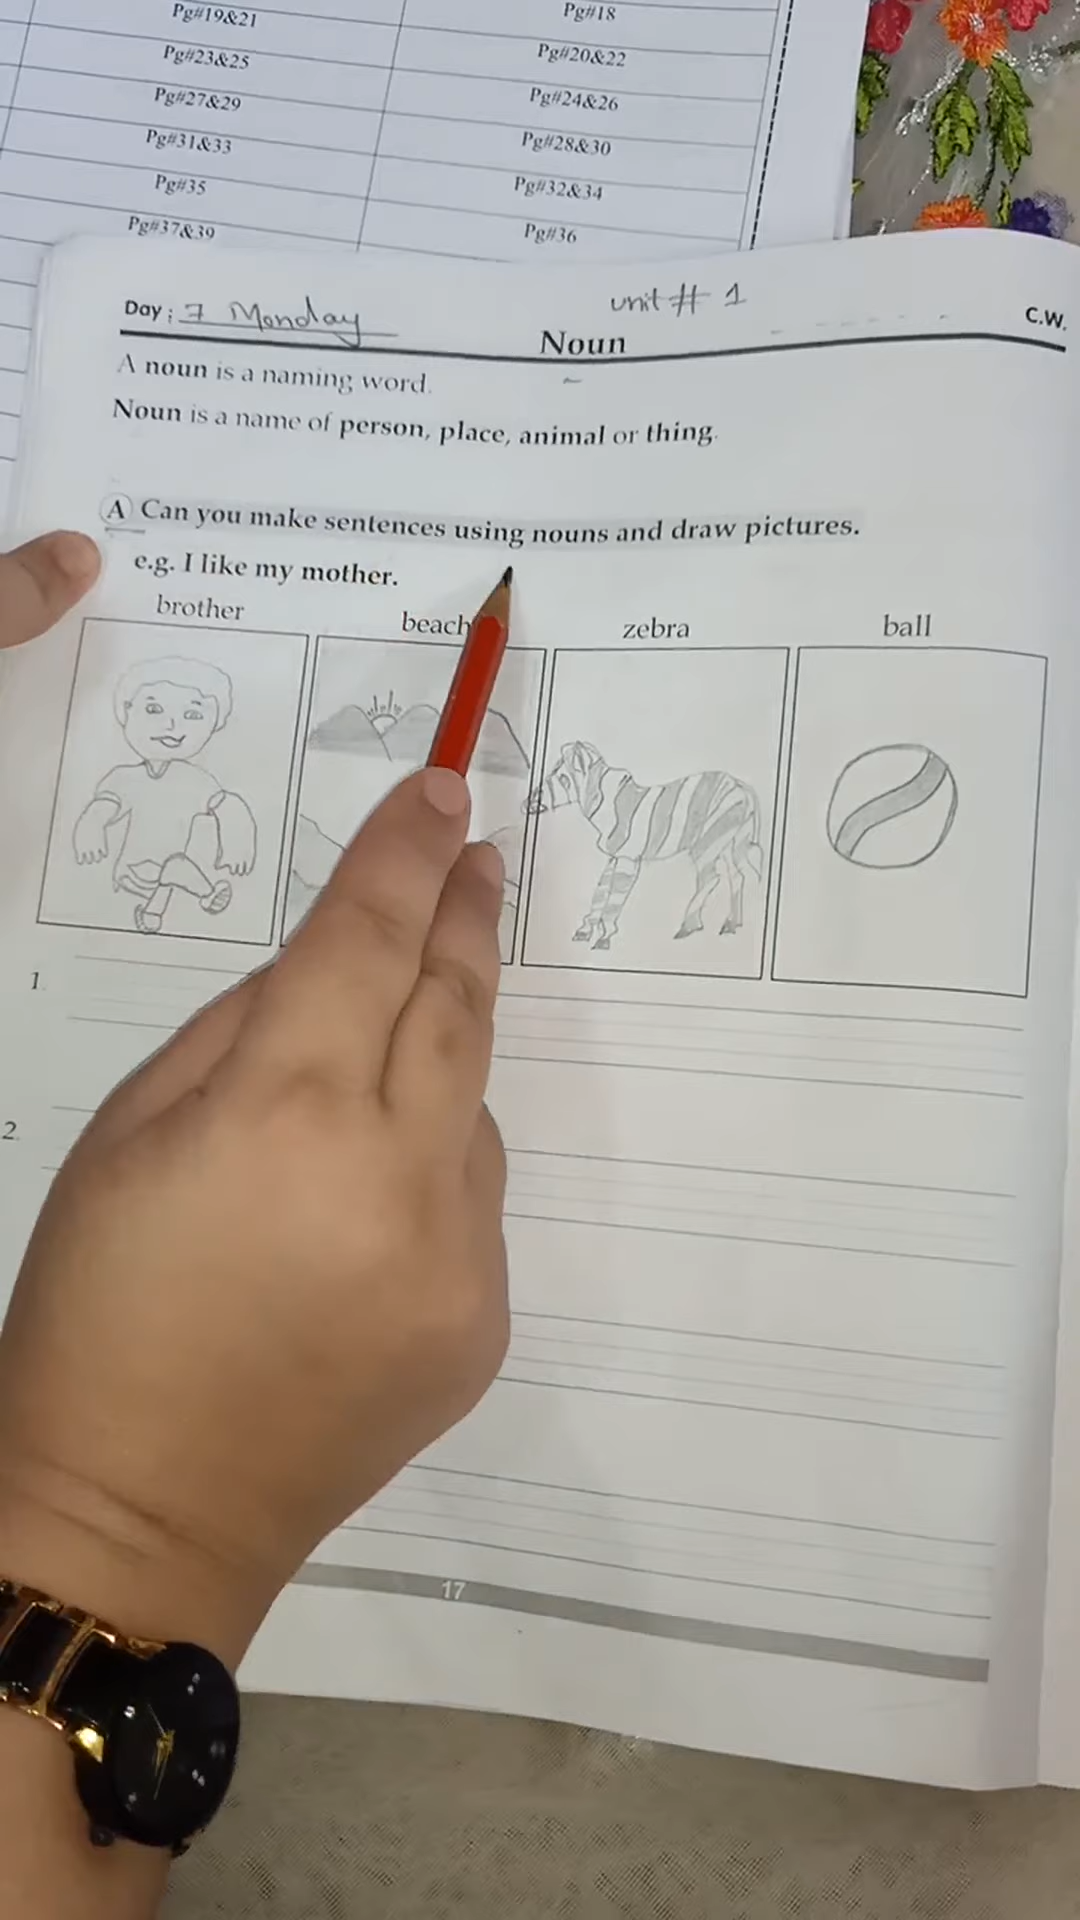 Pg#19&21 Pg#18
Pg#23&25 Pg#20&22
Pg#27&29 Pg#24&26
Pg#31&33 Pg#28&30
Pg#35 Pg#32&34
Pg#37&39 Pg#36
unit # 1
Day: 7 Monday C.W.
Noun
A noun is a naming word.
Noun is a name of person, place, animal or thing.
A Can you make sentences using nouns and draw pictures.
e.g. I like my mother.
brother beach zebra ball
1.
2.
17